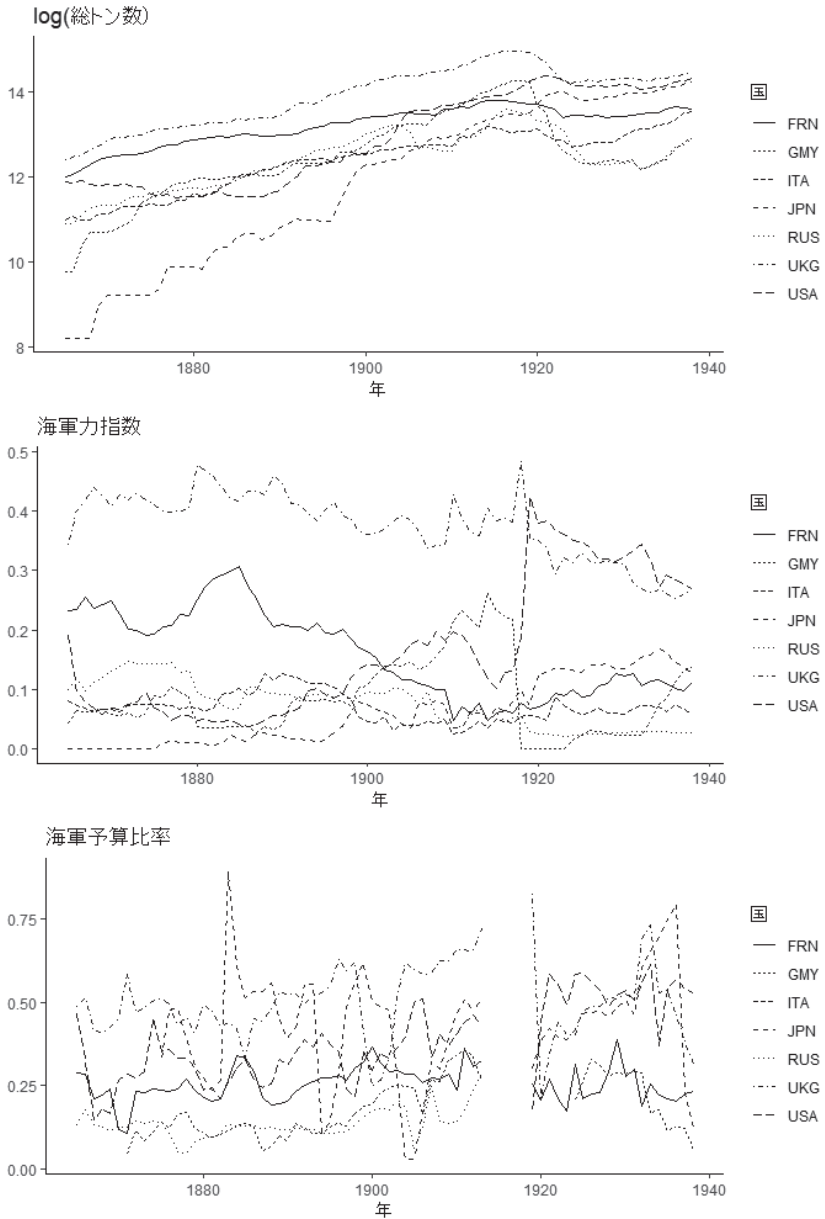 log(総トン数)
14
12
10
8
1880
1900
1920
1940
年
国
FRN
GMY
ITA
JPN
RUS
UKG
USA
海軍力指数
0.5
0.4
0.3
0.2
0.1
0.0
1880
1900
1920
1940
年
国
FRN
GMY
ITA
JPN
RUS
UKG
USA
海軍予算比率
0.75
0.50
0.25
0.00
1880
1900
1920
1940
年
国
FRN
GMY
ITA
JPN
RUS
UKG
USA